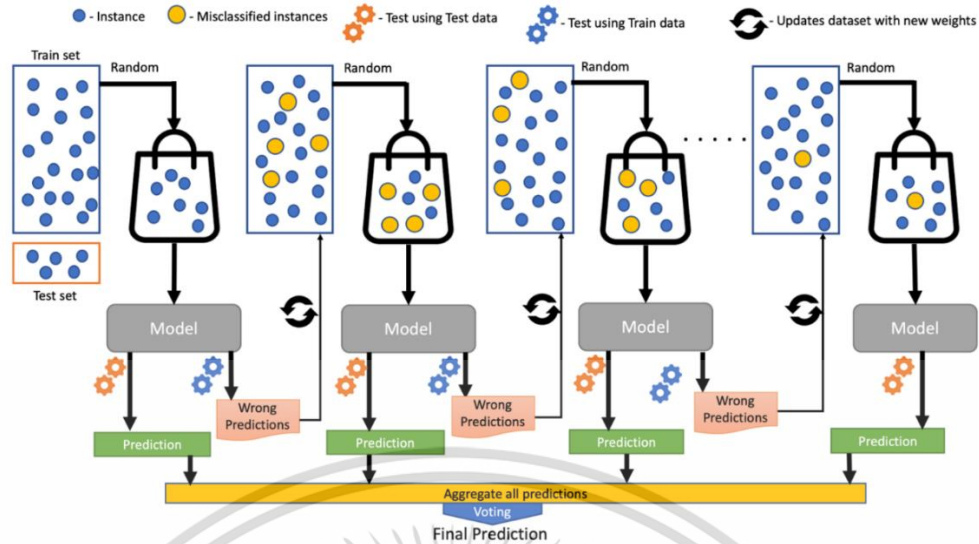 - Instance
- Misclassified instances
- Test using Test data
- Test using Train data
- Updates dataset with new weights
Train set
Random
Random
Random
Random
. . . . . .
Test set
Model
Model
Model
Model
Wrong
Predictions
Wrong
Predictions
Wrong
Predictions
Prediction
Prediction
Prediction
Prediction
Aggregate all predictions
Voting
Final Prediction